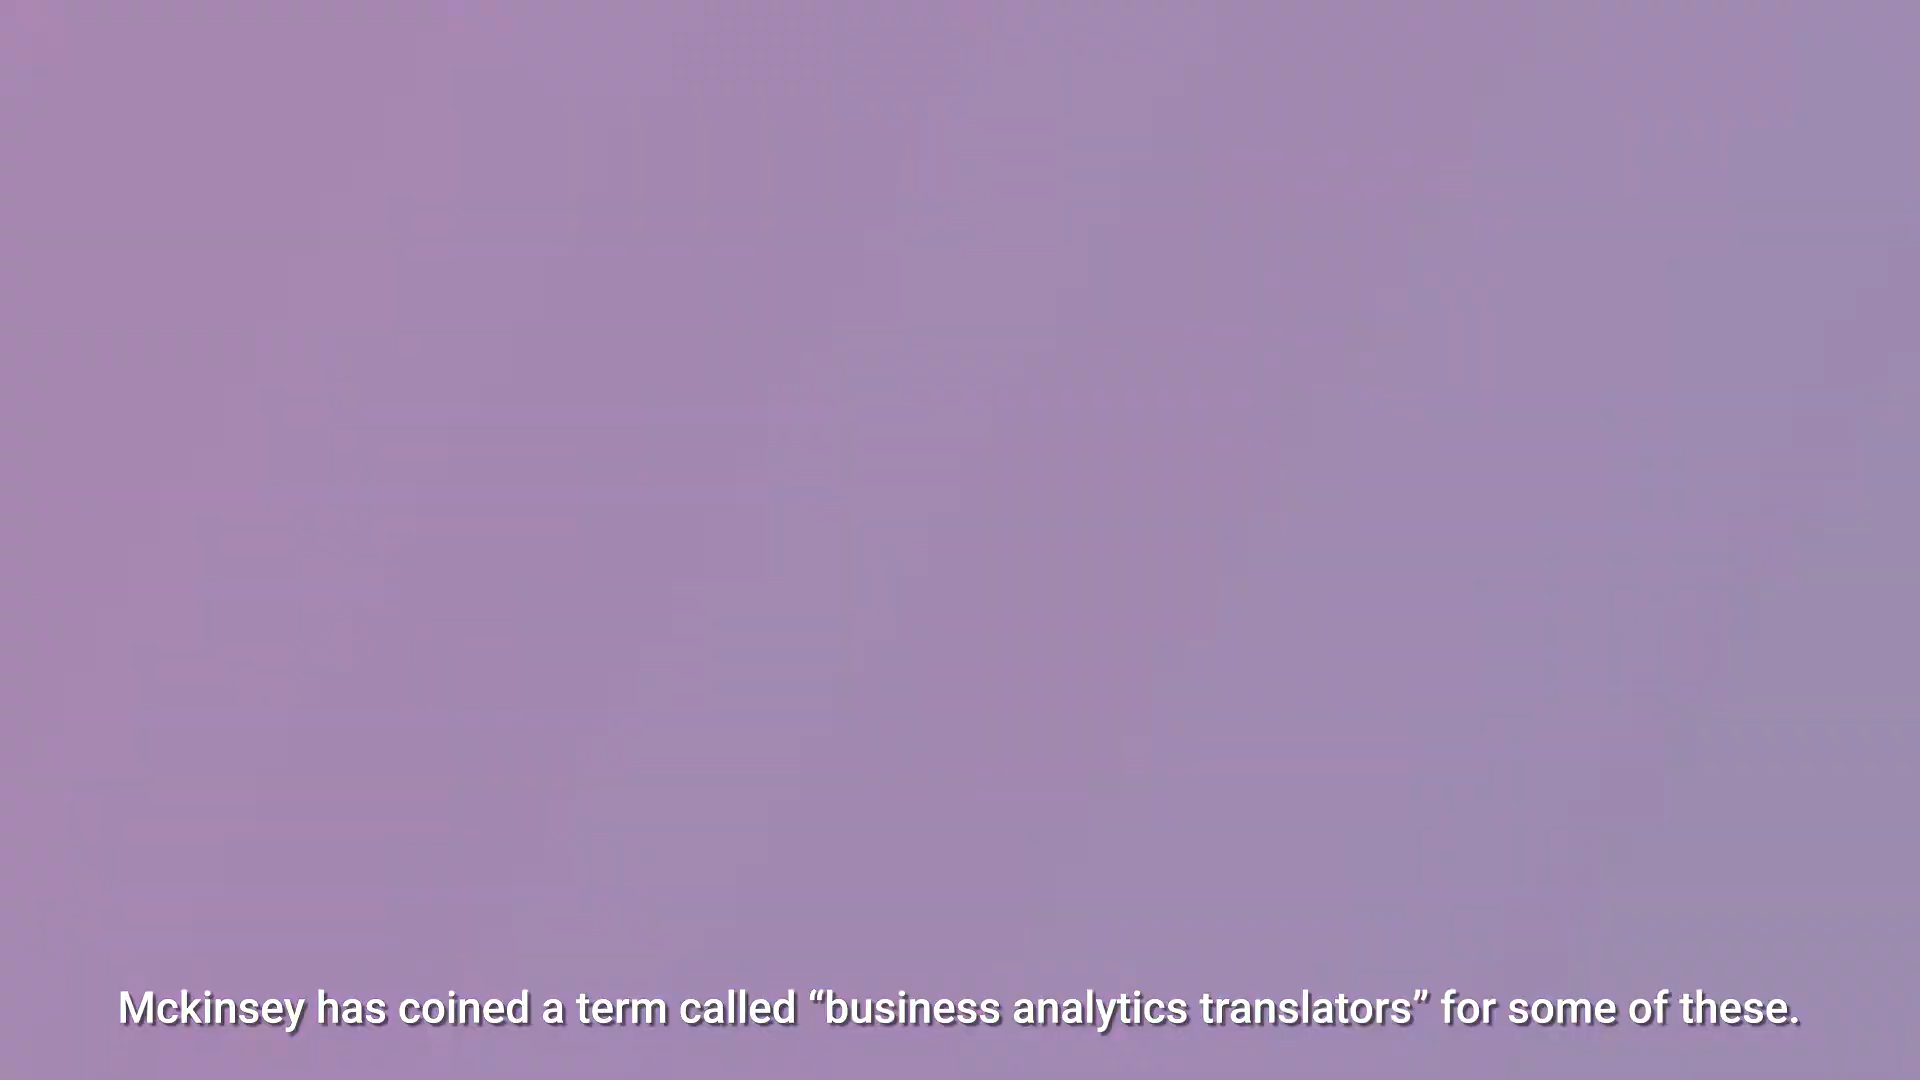 Mckinsey has coined a term called “business analytics translators” for some of these.